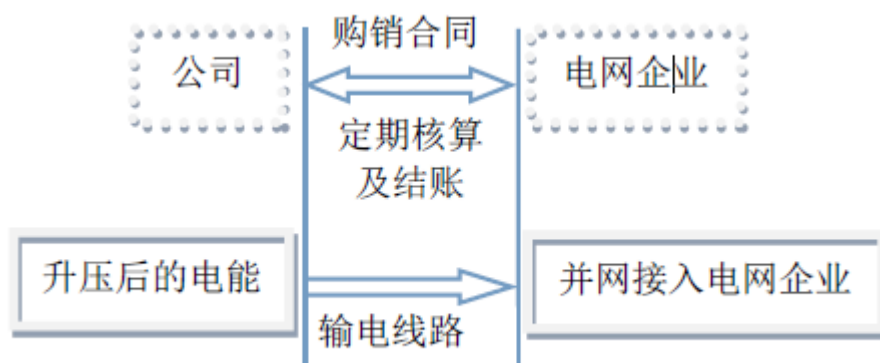 购销合同
公司
电网企业
定期核算
及结账
升压后的电能
并网接入电网企业
输电线路